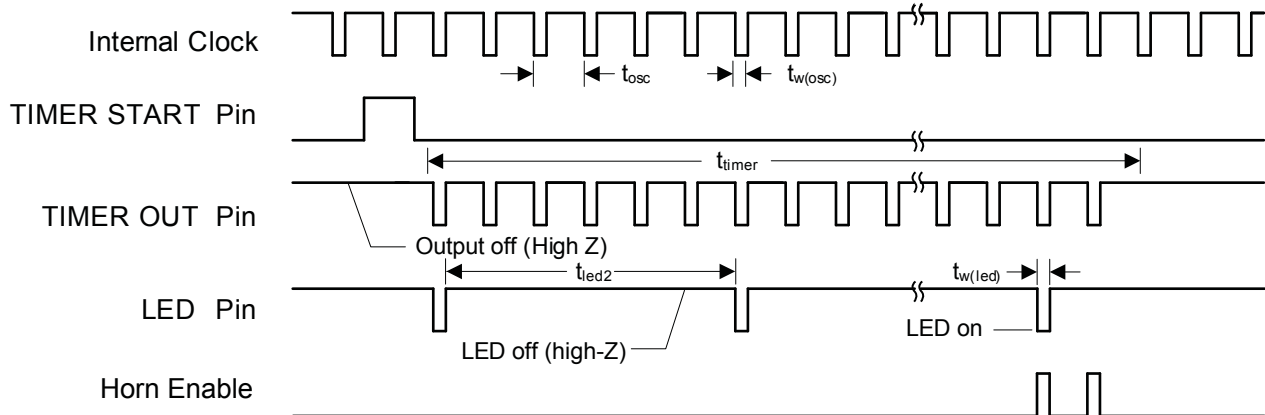 Internal Clock
tosc
tw(osc)
TIMER START Pin
ttimer
TIMER OUT Pin
Output off (High Z)
tled2
tw(led)
LED Pin
LED on
LED off (high-Z)
Horn Enable